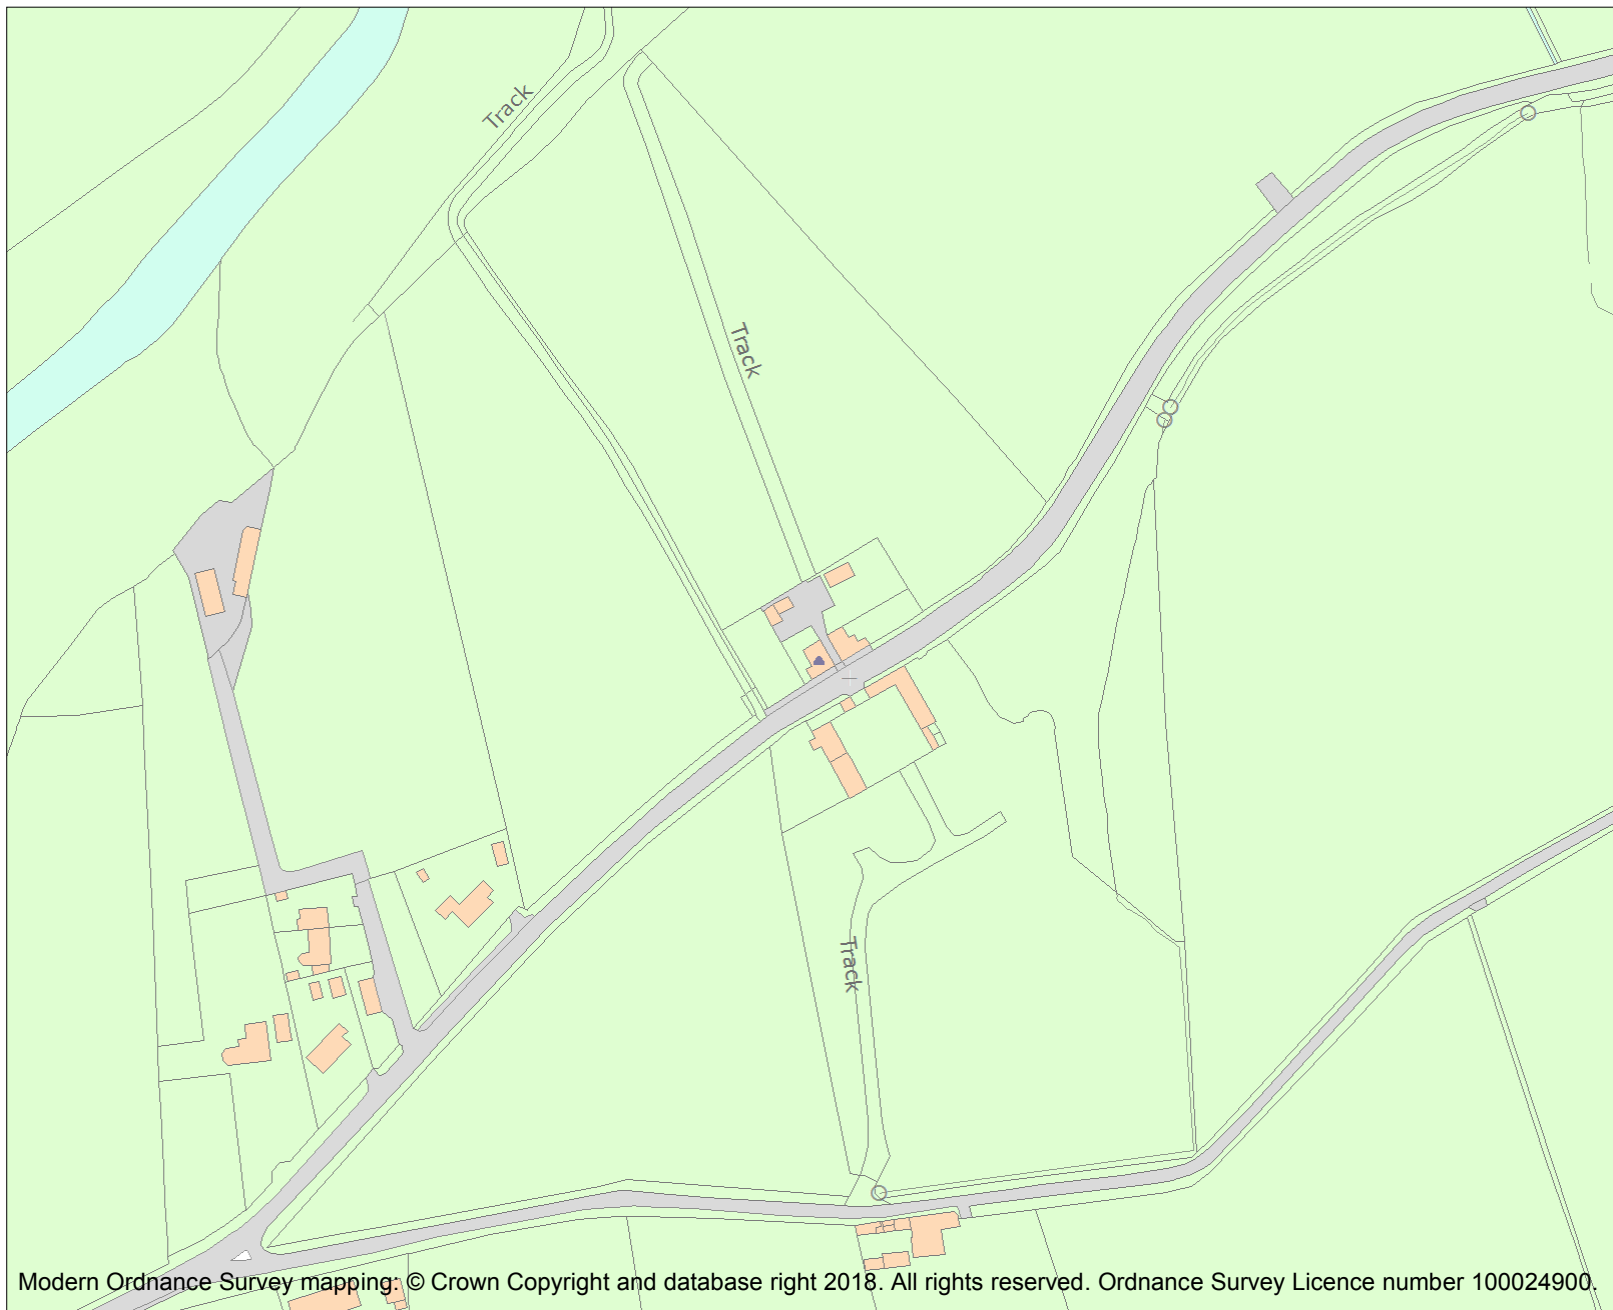 Track
Track
Track
Modern Ordnance Survey mapping: © Crown Copyright and database right 2018. All rights reserved. Ordnance Survey Licence number 100024900.